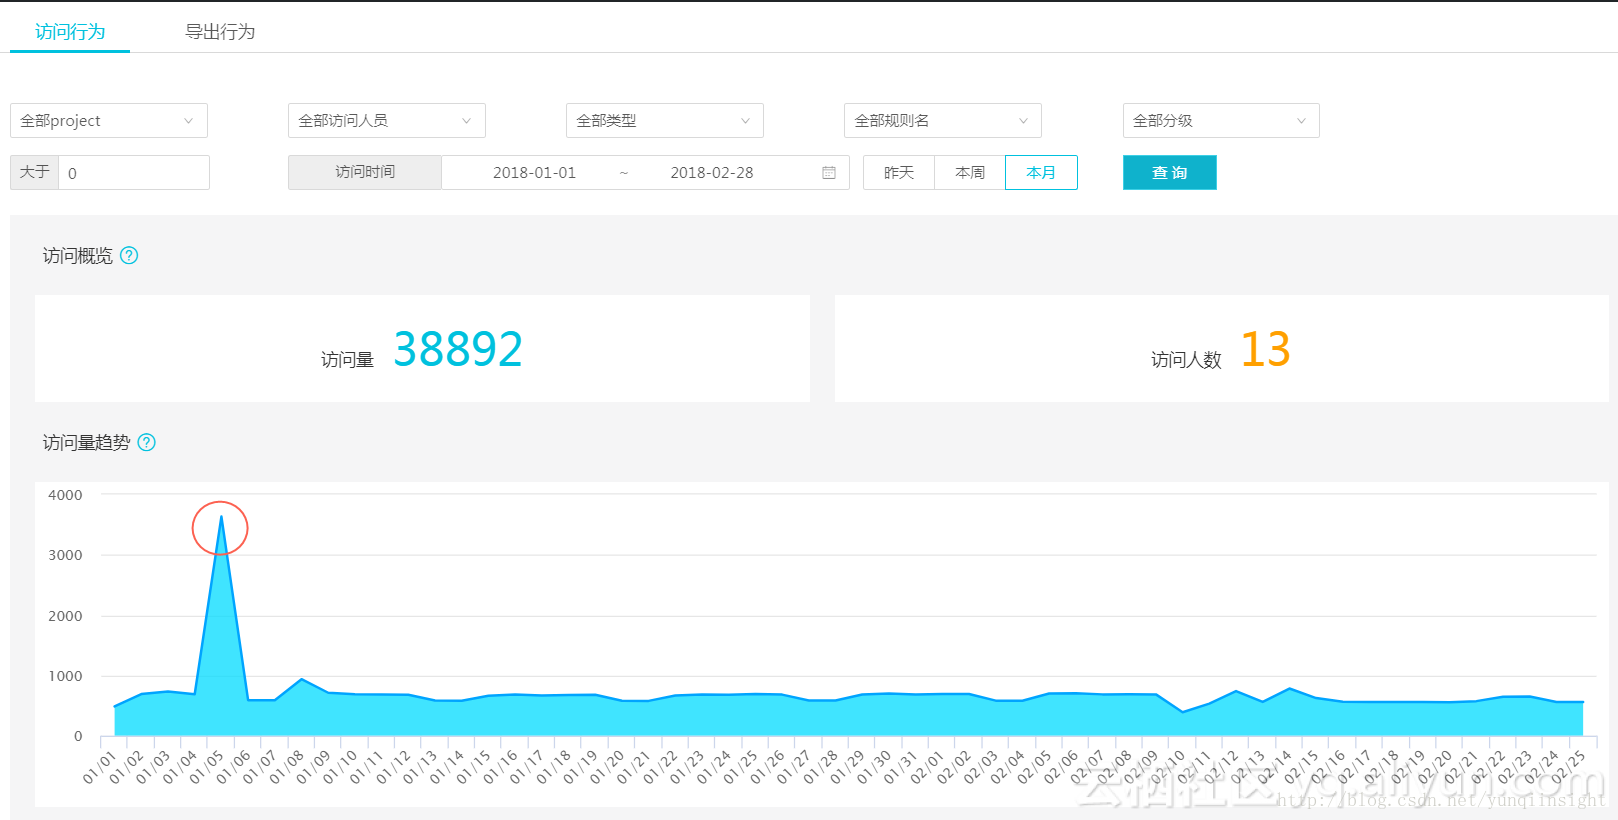 访问行为 导出行为
全部project 全部访问人员 全部类型 全部规则名 全部分级
大于 0 访问时间 2018-01-01 ~ 2018-02-28 昨天 本周 本月 查 询
访问概览 ?
访问量 38892 访问人数 13
访问量趋势 ?
4000
3000
2000
1000
0
01/01 01/02 01/03 01/04 01/05 01/06 01/07 01/08 01/09 01/10 01/11 01/12 01/13 01/14 01/15 01/16 01/17 01/18 01/19 01/20 01/21 01/22 01/23 01/24 01/25 01/26 01/27 01/28 01/29 01/30 01/31 02/01 02/02 02/03 02/04 02/05 02/06 02/07 02/08 02/09 02/10 02/11 02/12 02/13 02/14 02/15 02/16 02/17 02/18 02/19 02/20 02/21 02/22 02/23 02/24 02/25
云栖社区 yq.aliyun.com
http://blog.csdn.net/yunqiinsight